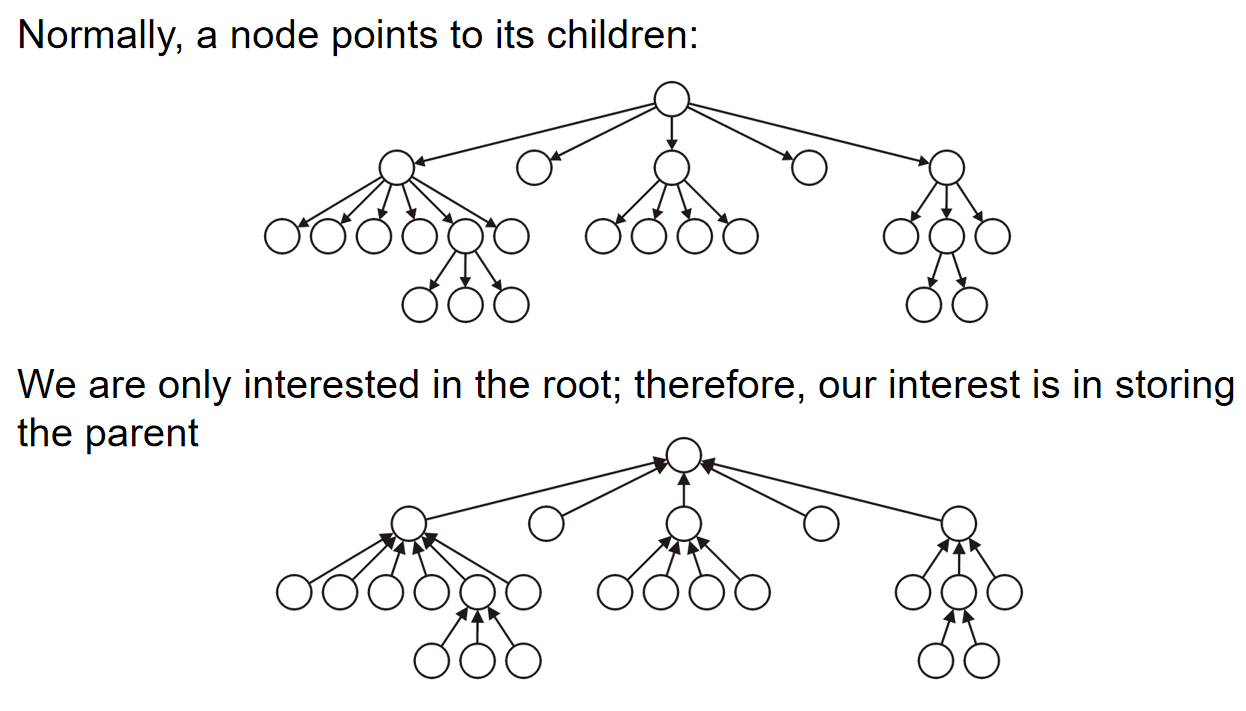 Normally, a node points to its children:
We are only interested in the root; therefore, our interest is in storing
the parent